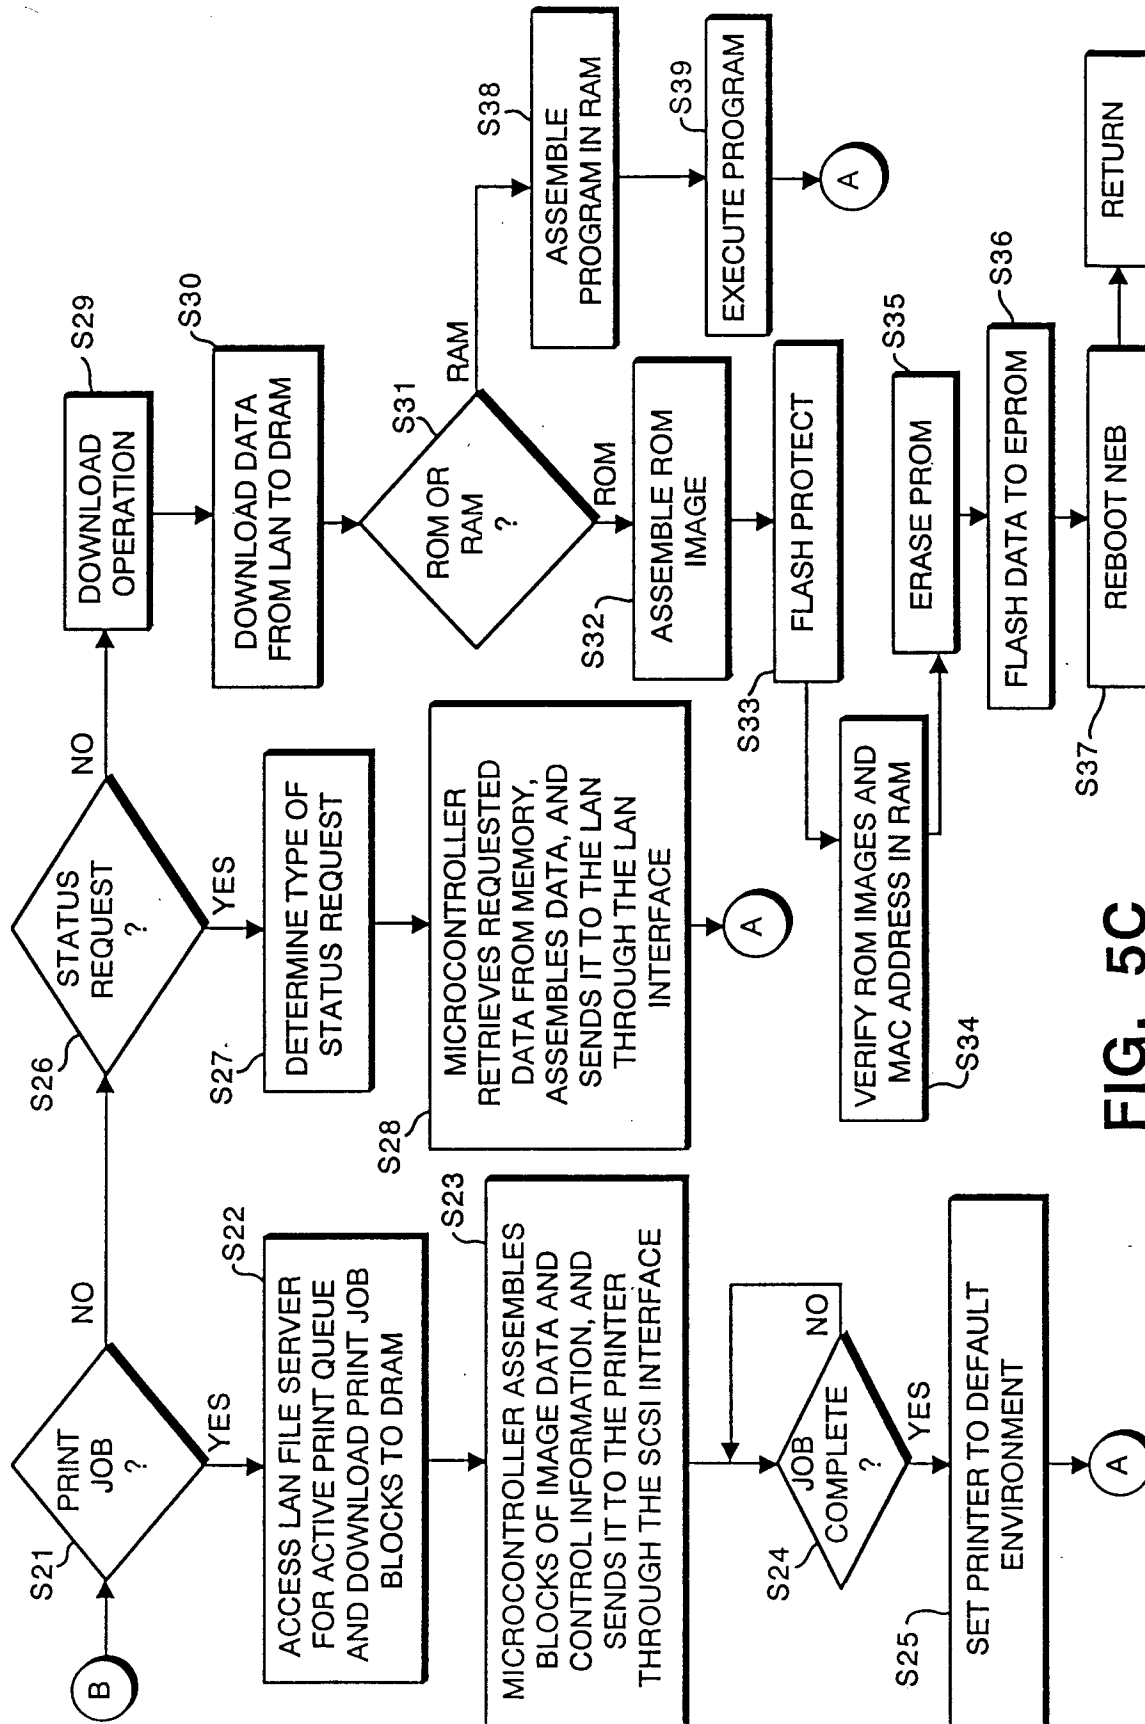 B
S21
PRINT
JOB
?
NO
YES
S22
ACCESS LAN FILE SERVER
FOR ACTIVE PRINT QUEUE
AND DOWNLOAD PRINT JOB
BLOCKS TO DRAM
S23
MICROCONTROLLER ASSEMBLES
BLOCKS OF IMAGE DATA AND
CONTROL INFORMATION, AND
SENDS IT TO THE PRINTER
THROUGH THE SCSI INTERFACE
S24
JOB
COMPLETE
?
NO
YES
S25
SET PRINTER TO DEFAULT
ENVIRONMENT
A
S26
STATUS
REQUEST
?
NO
YES
S27
DETERMINE TYPE OF
STATUS REQUEST
S28
MICROCONTROLLER
RETRIEVES REQUESTED
DATA FROM MEMORY,
ASSEMBLES DATA, AND
SENDS IT TO THE LAN
THROUGH THE LAN
INTERFACE
A
S29
DOWNLOAD
OPERATION
S30
DOWNLOAD DATA
FROM LAN TO DRAM
S31
ROM OR
RAM
?
RAM
ROM
S32
ASSEMBLE ROM
IMAGE
S33
FLASH PROTECT
S34
VERIFY ROM IMAGES AND
MAC ADDRESS IN RAM
S35
ERASE PROM
S36
FLASH DATA TO EPROM
S37
REBOOT NEB
RETURN
S38
ASSEMBLE
PROGRAM IN RAM
S39
EXECUTE PROGRAM
A
FIG. 5C